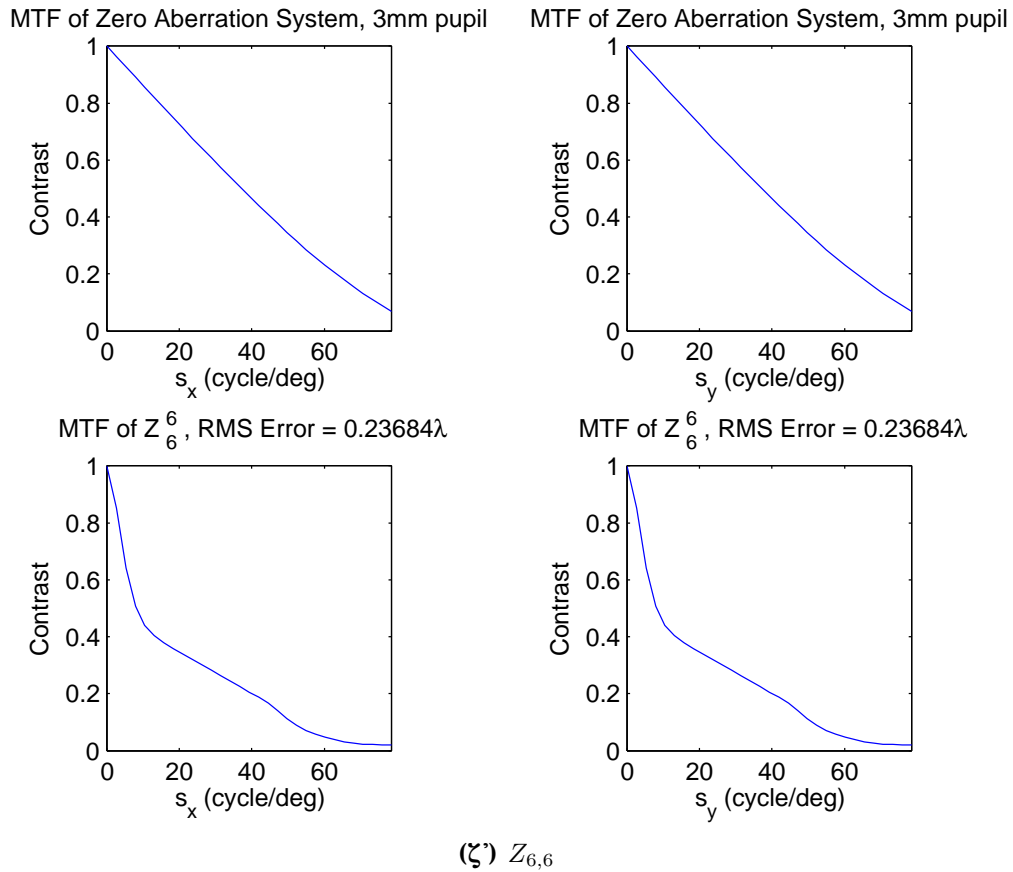 MTF of Zero Aberration System, 3mm pupil
1
0.8
0.6
0.4
0.2
0
Contrast
0 20 40 60
s_x (cycle/deg)
MTF of Zero Aberration System, 3mm pupil
1
0.8
0.6
0.4
0.2
0
Contrast
0 20 40 60
s_y (cycle/deg)
MTF of Z_6^6, RMS Error = 0.23684λ
1
0.8
0.6
0.4
0.2
0
Contrast
0 20 40 60
s_x (cycle/deg)
MTF of Z_6^6, RMS Error = 0.23684λ
1
0.8
0.6
0.4
0.2
0
Contrast
0 20 40 60
s_y (cycle/deg)
(ζ') Z_{6,6}